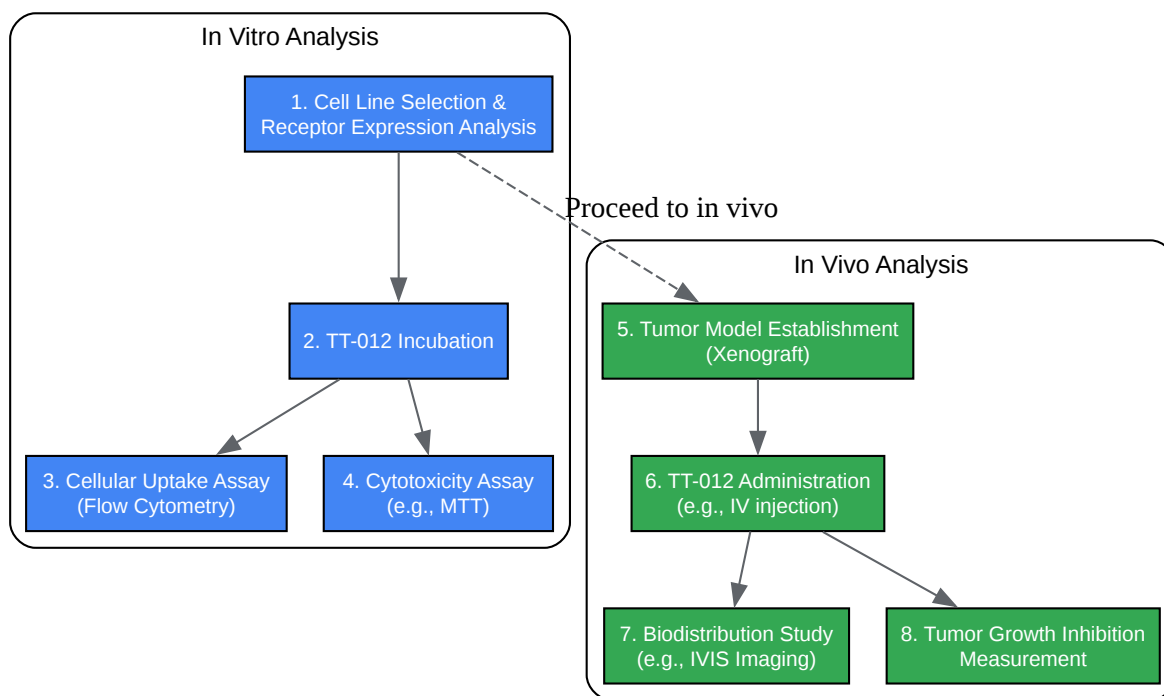 In Vitro Analysis
1. Cell Line Selection &
Receptor Expression Analysis
Proceed to in vivo
In Vivo Analysis
2. TT-012 Incubation
5. Tumor Model Establishment
(Xenograft)
3. Cellular Uptake Assay
(Flow Cytometry)
4. Cytotoxicity Assay
(e.g., MTT)
6. TT-012 Administration
(e.g., IV injection)
7. Biodistribution Study
(e.g., IVIS Imaging)
8. Tumor Growth Inhibition
Measurement